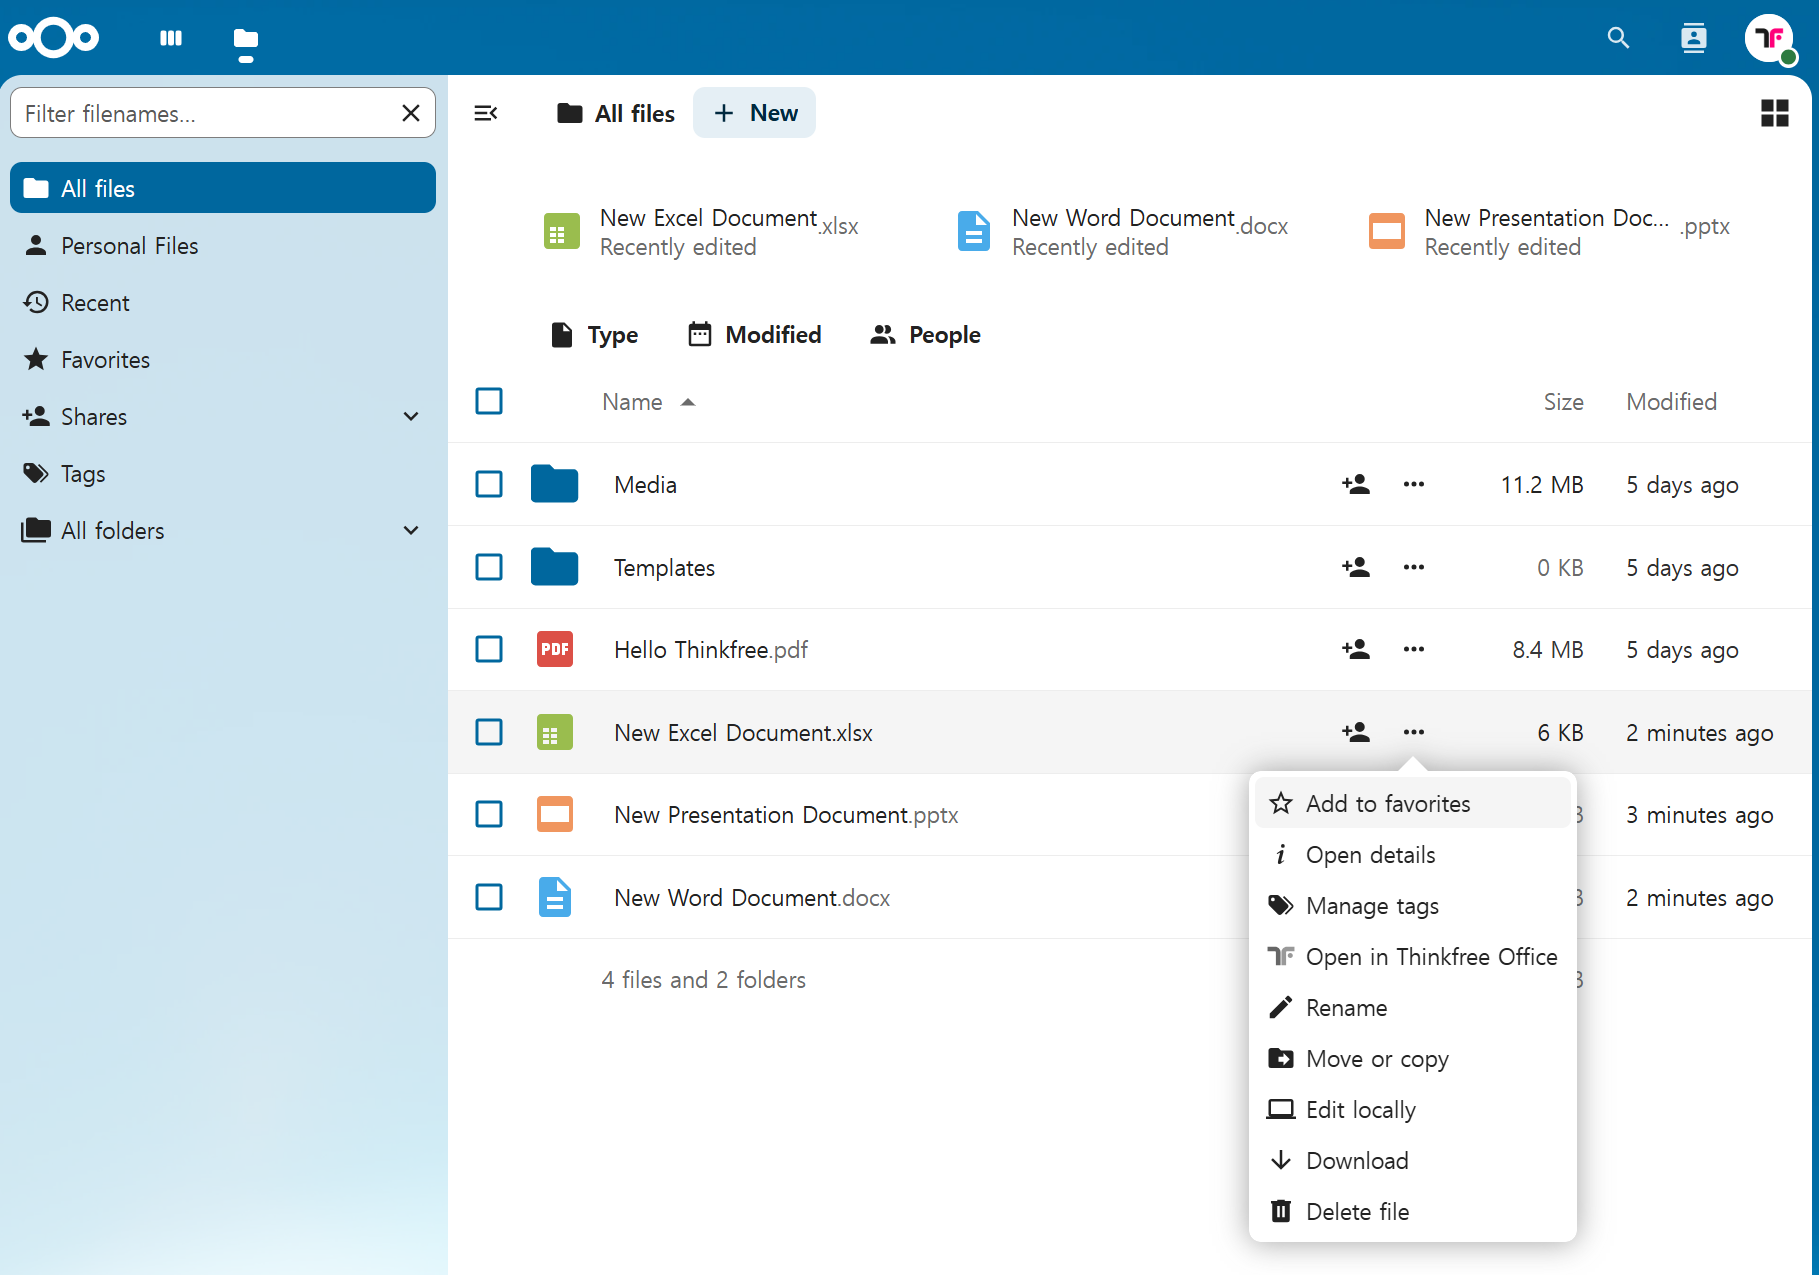 Filter filenames...
All files
Personal Files
Recent
Favorites
Shares
Tags
All folders
All files
New
New Excel Document.xlsx
Recently edited
New Word Document.docx
Recently edited
New Presentation Doc... .pptx
Recently edited
Type
Modified
People
Name
Size
Modified
Media
11.2 MB
5 days ago
Templates
0 KB
5 days ago
PDF
Hello Thinkfree.pdf
8.4 MB
5 days ago
New Excel Document.xlsx
6 KB
2 minutes ago
New Presentation Document.pptx
3 minutes ago
New Word Document.docx
2 minutes ago
4 files and 2 folders
Add to favorites
Open details
Manage tags
Open in Thinkfree Office
Rename
Move or copy
Edit locally
Download
Delete file